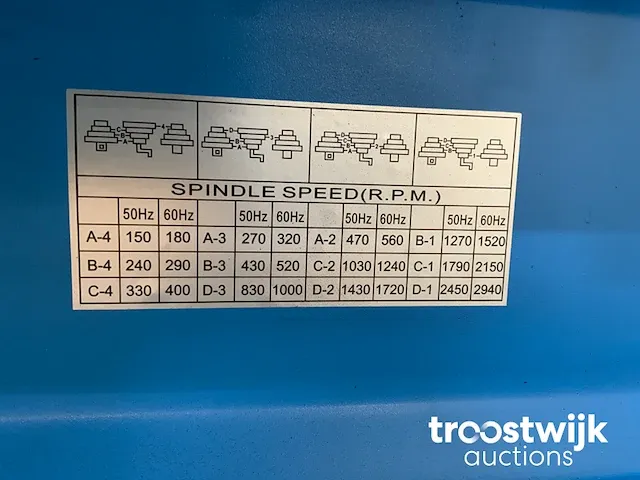 SPINDLE SPEED(R.P.M.)
50Hz 60Hz 50Hz 60Hz 50Hz 60Hz 50Hz 60Hz
A-4 150 180 A-3 270 320 A-2 470 560 B-1 1270 1520
B-4 240 290 B-3 430 520 C-2 1030 1240 C-1 1790 2150
C-4 330 400 D-3 830 1000 D-2 1430 1720 D-1 2450 2940
troostwijk
auctions